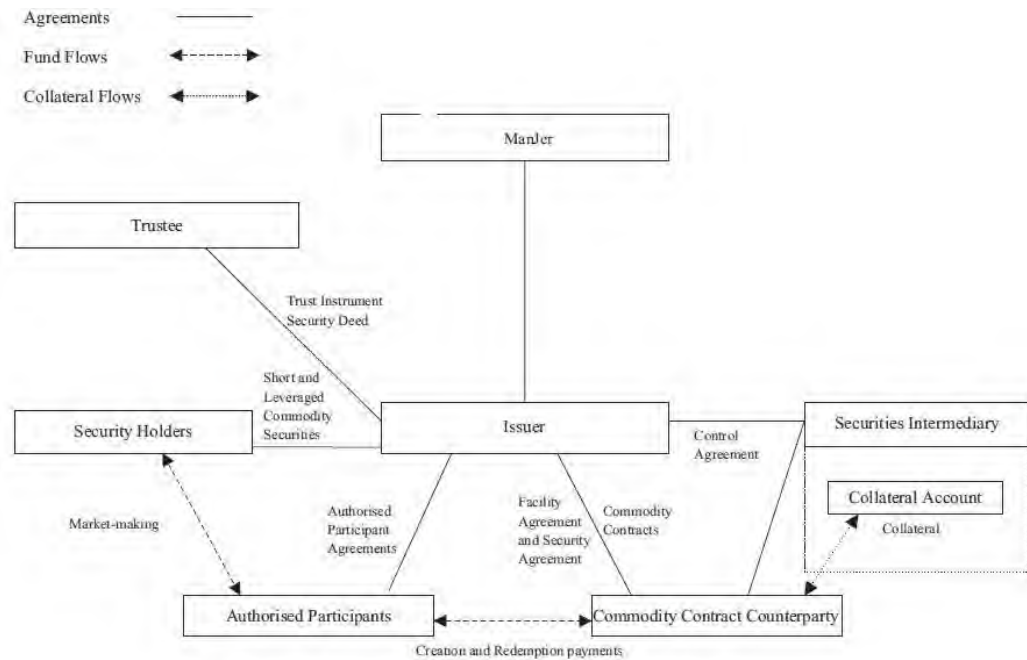 Agreements
Fund Flows
Collateral Flows
ManJer
Trustee
Trust Instrument
Security Deed
Short and
Leveraged
Commodity
Securities
Security Holders
Issuer
Securities Intermediary
Control
Agreement
Collateral Account
Collateral
Market-making
Authorised
Participant
Agreements
Facility
Agreement
and Security
Agreement
Commodity
Contracts
Authorised Participants
Commodity Contract Counterparty
Creation and Redemption payments